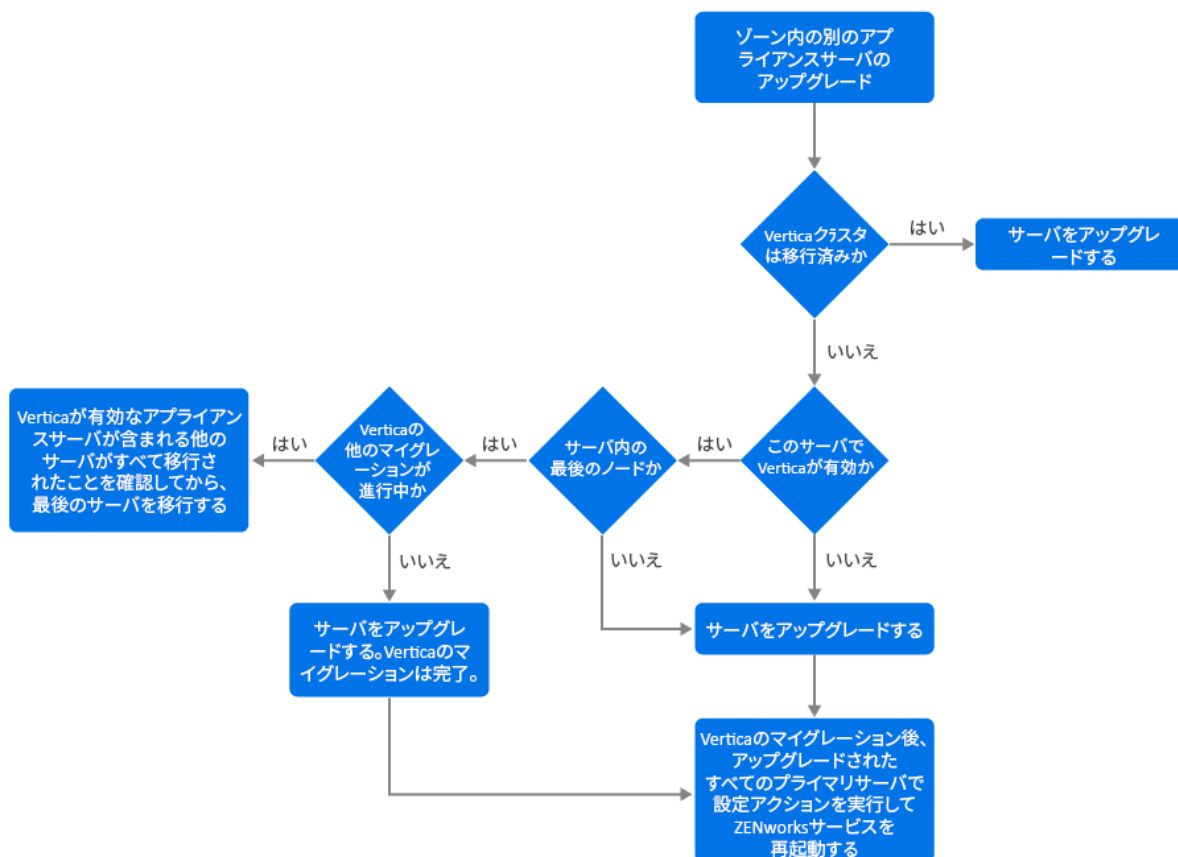 ゾーン内の別のアプ
ライアンスサーバの
アップグレード
Verticaクラスタ
は移行済みか
はい
サーバをアップグレ
ードする
いいえ
Verticaが有効なアプライアン
スサーバが含まれる他の
サーバがすべて移行さ
れたことを確認してから、
最後のサーバを移行する
はい
Verticaの
他のマイグレ
ーションが
進行中か
はい
サーバ内の
最後のノードか
はい
このサーバで
Verticaが有効か
いいえ
いいえ
いいえ
サーバをアップグレ
ードする。Verticaのマ
イグレーションは完了。
サーバをアップグレードする
Verticaのマイグレーション後、
アップグレードされた
すべてのプライマリサーバで
設定アクションを実行して
ZENworksサービスを
再起動する